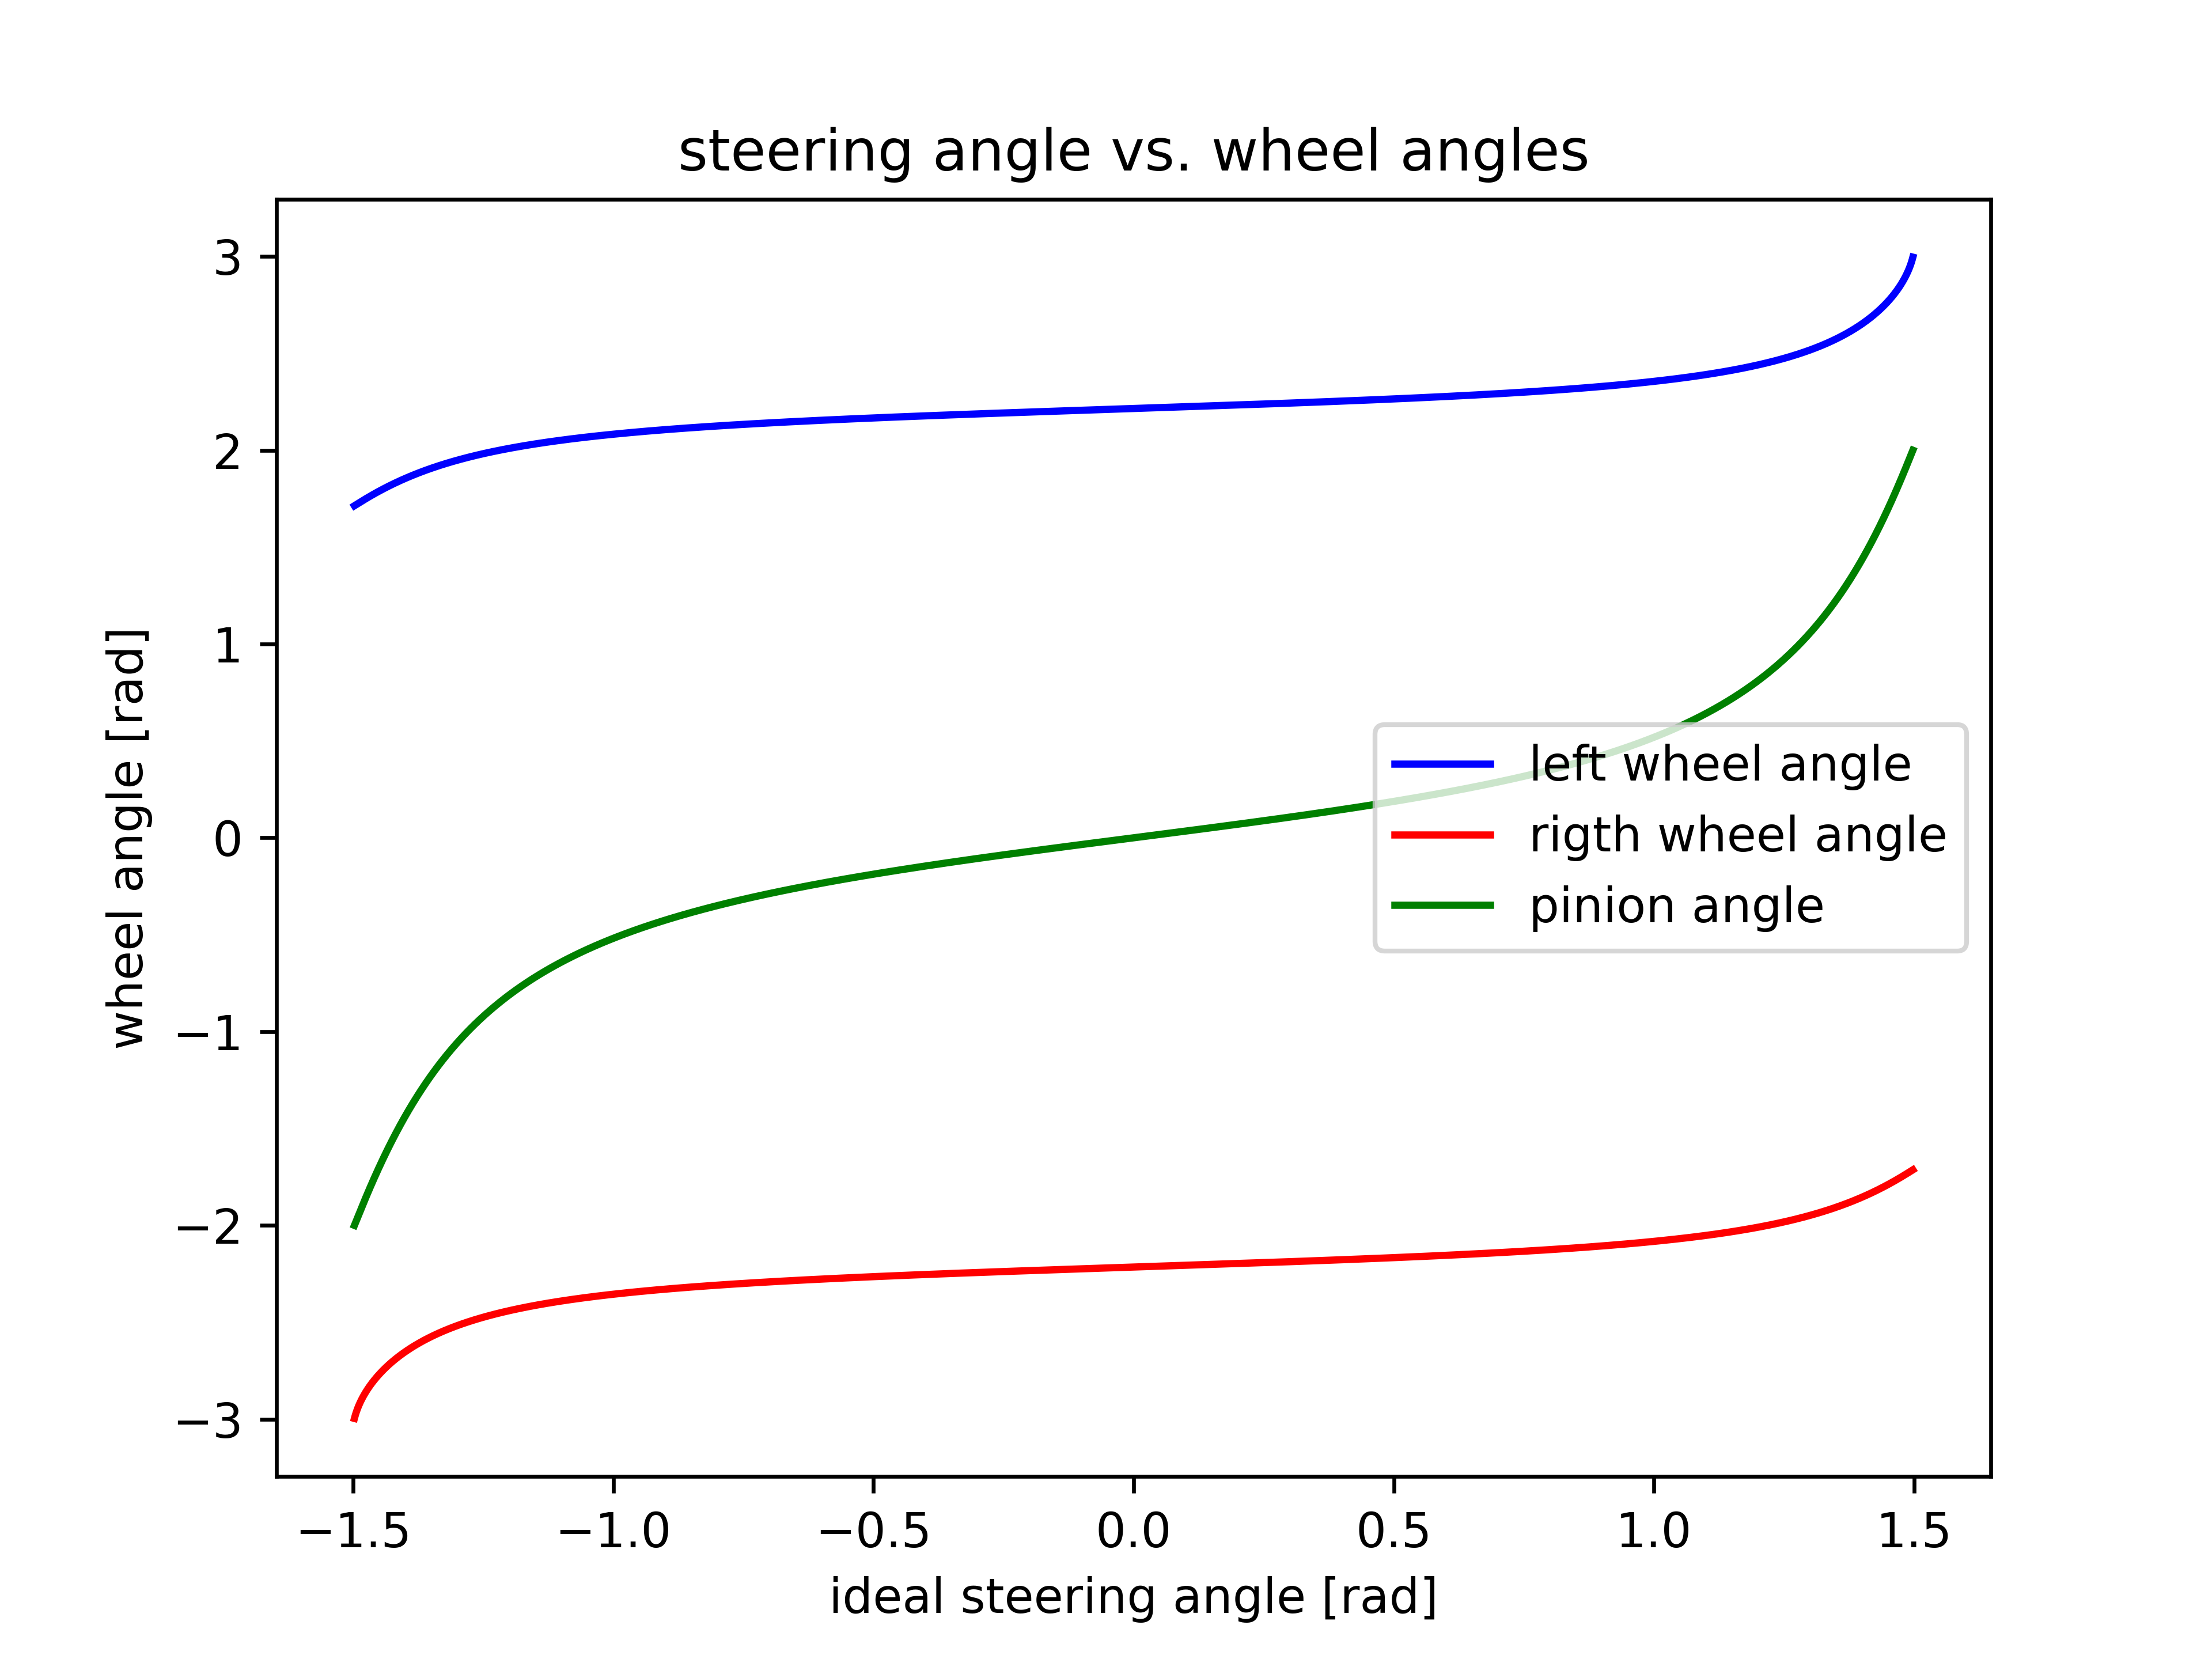 steering angle vs. wheel angles
3
2
1
0
−1
−2
−3
wheel angle [rad]
left wheel angle
rigth wheel angle
pinion angle
−1.5 −1.0 −0.5 0.0 0.5 1.0 1.5
ideal steering angle [rad]